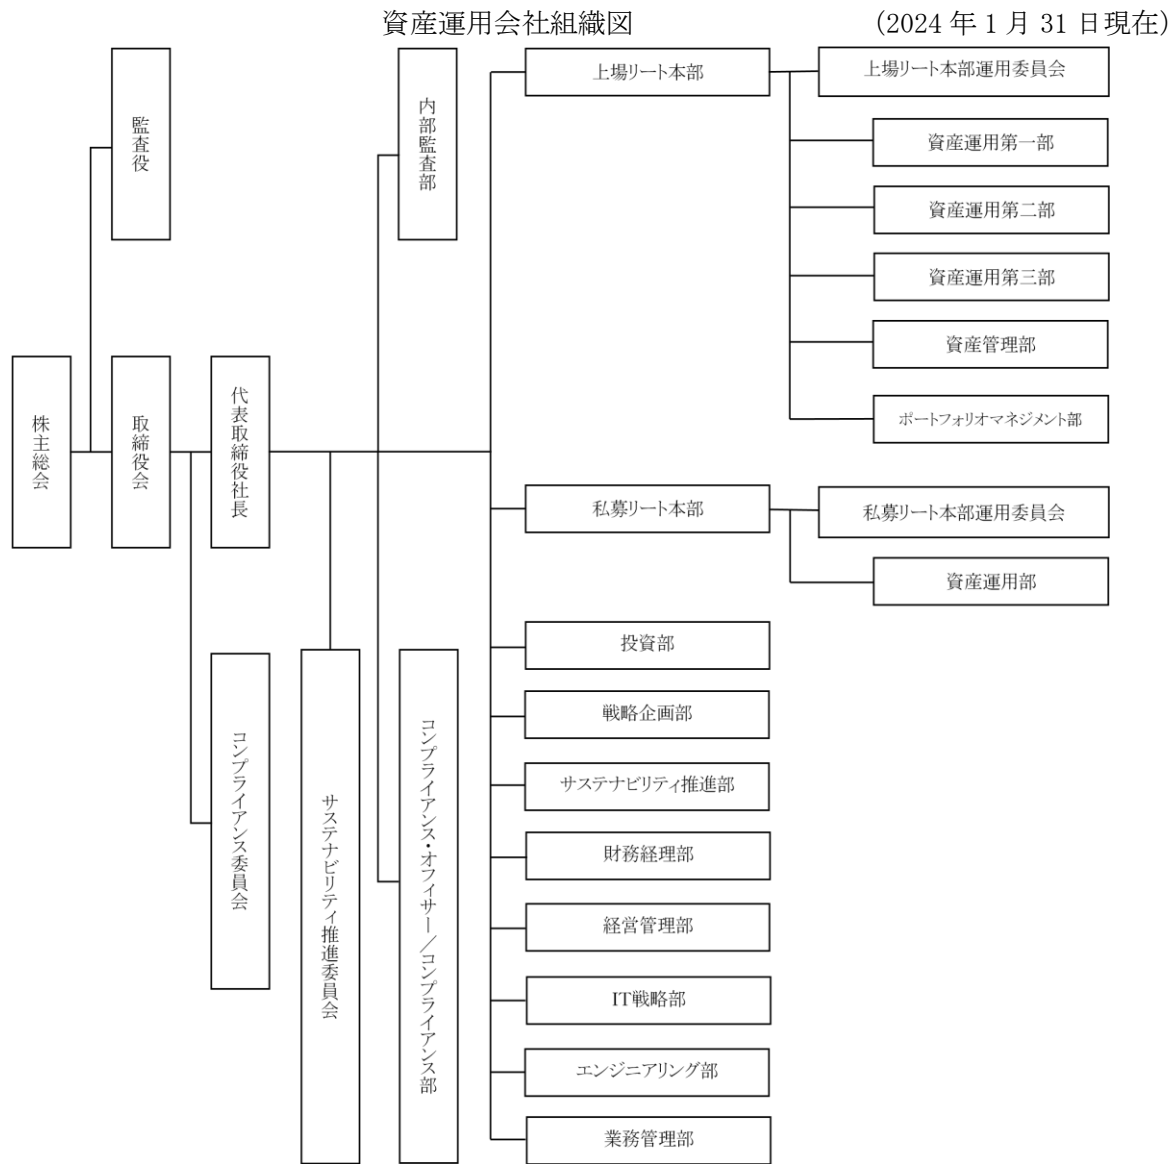 資産運用会社組織図
(2024年1月31日現在)
監査役
内部監査部
上場リート本部
上場リート本部運用委員会
資産運用第一部
資産運用第二部
資産運用第三部
資産管理部
ポートフォリオマネジメント部
株主総会
取締役会
代表取締役社長
私募リート本部
私募リート本部運用委員会
資産運用部
コンプライアンス委員会
サステナビリティ推進委員会
コンプライアンス・オフィサー/コンプライアンス部
投資部
戦略企画部
サステナビリティ推進部
財務経理部
経営管理部
IT戦略部
エンジニアリング部
業務管理部